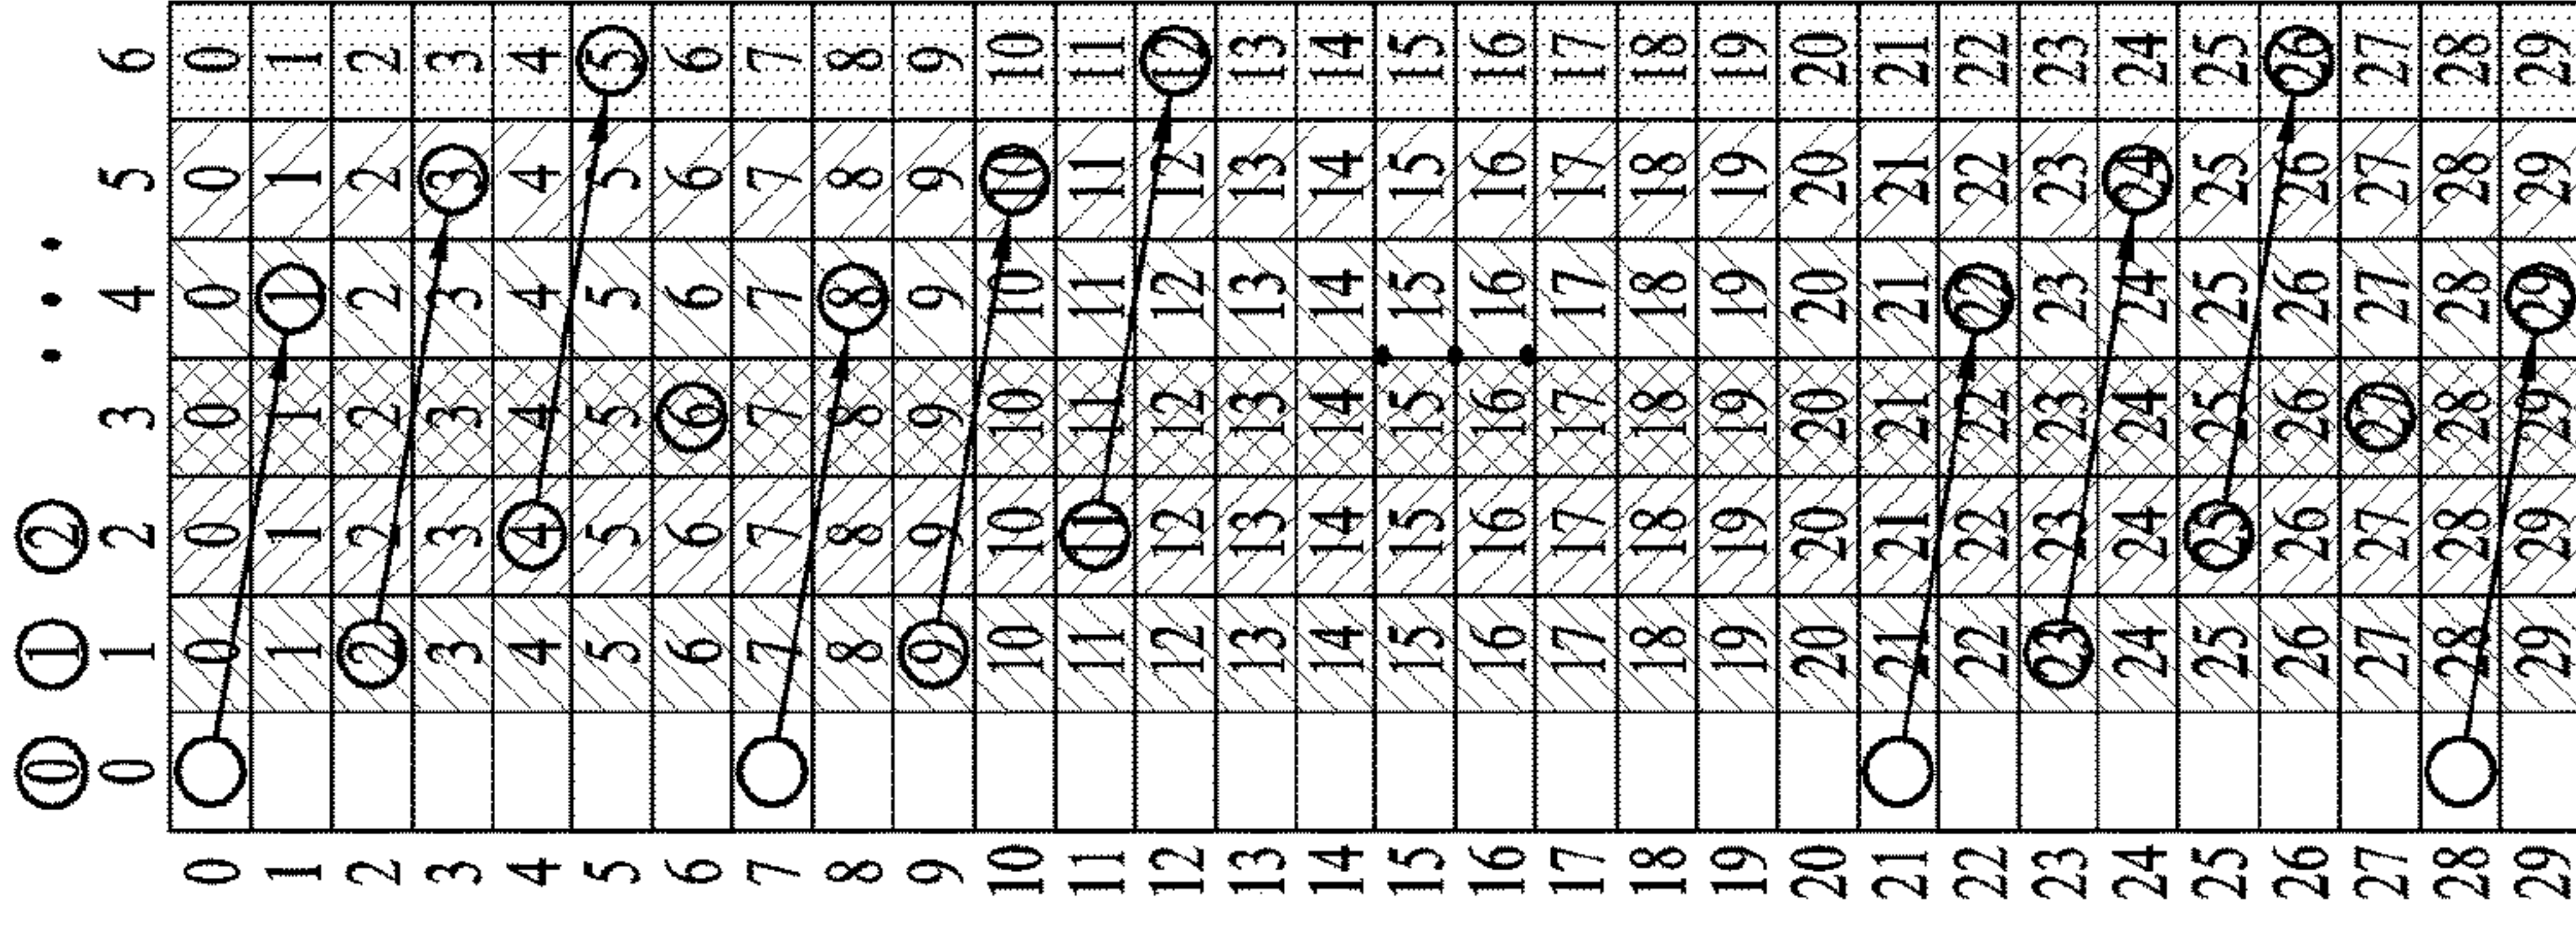 ⓪ ① ② • • •
0 1 2 3 4 5 6
0 0 0 0 0 0 0
1 1 1 1 ① 1 1
2 ② 2 2 2 2 2
3 3 3 3 3 ③ 3
4 4 ④ 4 4 4 4
5 5 5 5 5 5 ⑤
6 6 6 ⑥ 6 6 6
7 7 7 7 7 7 7
8 8 8 8 ⑧ 8 8
9 ⑨ 9 9 9 9 9
10 10 10 10 10 ⑩ 10
11 11 ⑪ 11 11 11 11
12 12 12 12 12 12 ⑫
13 13 13 13 13 13 13
14 14 14 14 14 14 14
15 15 15 15 15 15 15
16 16 16 16 16 16 16
17 17 17 17 17 17 17
18 18 18 18 18 18 18
19 19 19 19 19 19 19
20 20 20 20 20 20 20
21 21 21 21 21 21 21
22 22 22 22 ㉒ 22 22
23 ㉓ 23 23 23 23 23
24 24 24 24 24 ㉔ 24
25 25 ㉕ 25 25 25 25
26 26 26 26 26 26 ㉖
27 27 27 ㉗ 27 27 27
28 28 28 28 28 28 28
29 29 29 29 ㉙ 29 29